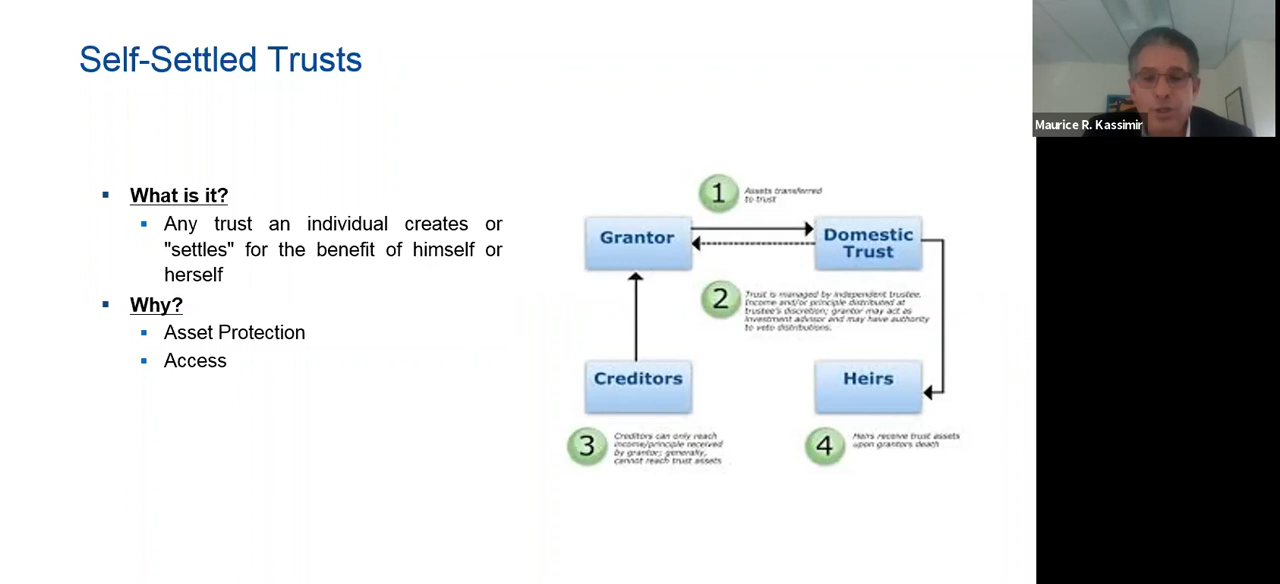 Self-Settled Trusts
What is it?
Any trust an individual creates or
"settles" for the benefit of himself or
herself
Why?
Asset Protection
Access
1
Assets transferred
to trust
Grantor
Domestic
Trust
2
Trust is managed by independent trustee.
Income and/or principle distributed at
trustee's discretion; grantor may act as
investment advisor and may have authority
to veto distributions.
Creditors
Heirs
3
Creditors can only reach
income/principle received
by grantor; generally,
cannot reach trust assets
4
Heirs receive trust assets
upon grantors death
Maurice R. Kassimir